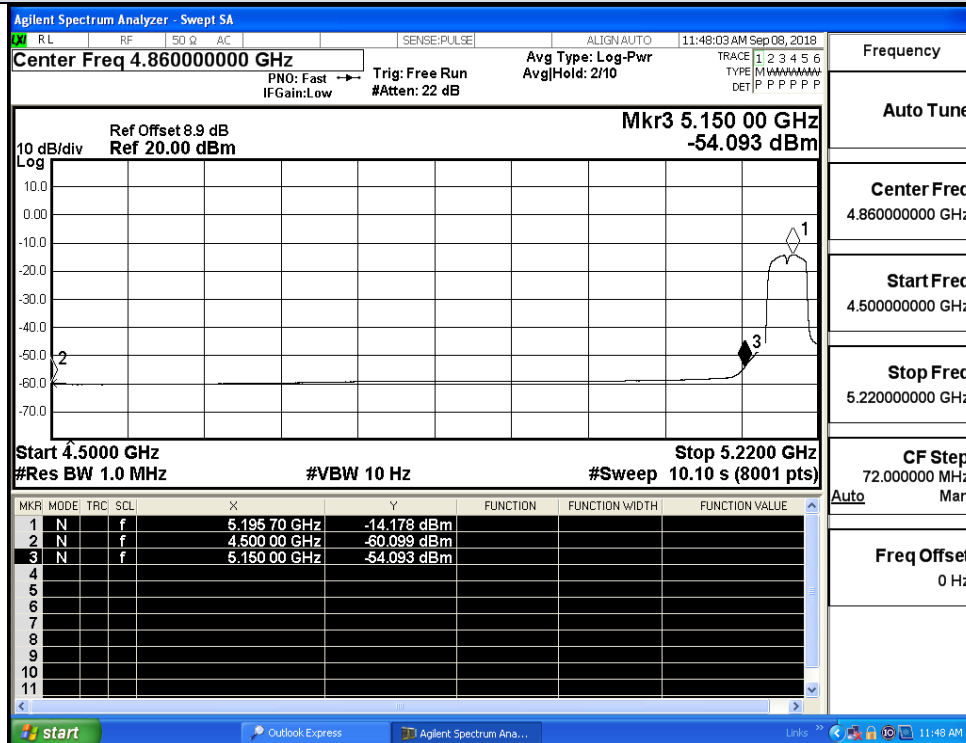 Agilent Spectrum Analyzer - Swept SA
LXI RL RF 50 Ω AC SENSE:PULSE ALIGN AUTO 11:48:03 AM Sep 08, 2018
Center Freq 4.860000000 GHz
PNO: Fast
IFGain:Low
Trig: Free Run
#Atten: 22 dB
Avg Type: Log-Pwr
Avg|Hold: 2/10
TRACE 1 2 3 4 5 6
TYPE M WWWWW
DET P P P P P P
Mkr3 5.150 00 GHz
-54.093 dBm
Ref Offset 8.9 dB
10 dB/div Ref 20.00 dBm
Log
10.0
0.00
-10.0
-20.0
-30.0
-40.0
-50.0
-60.0
-70.0
1
2
3
Start 4.5000 GHz Stop 5.2200 GHz
#Res BW 1.0 MHz #VBW 10 Hz #Sweep 10.10 s (8001 pts)
MKR MODE TRC SCL X Y FUNCTION FUNCTION WIDTH FUNCTION VALUE
1 N f 5.195 70 GHz -14.178 dBm
2 N f 4.500 00 GHz -60.099 dBm
3 N f 5.150 00 GHz -54.093 dBm
4
5
6
7
8
9
10
11
Frequency
Auto Tune
Center Freq
4.860000000 GHz
Start Freq
4.500000000 GHz
Stop Freq
5.220000000 GHz
CF Step
72.000000 MHz
Auto Man
Freq Offset
0 Hz
start Outlook Express Agilent Spectrum Ana... Links » 11:48 AM